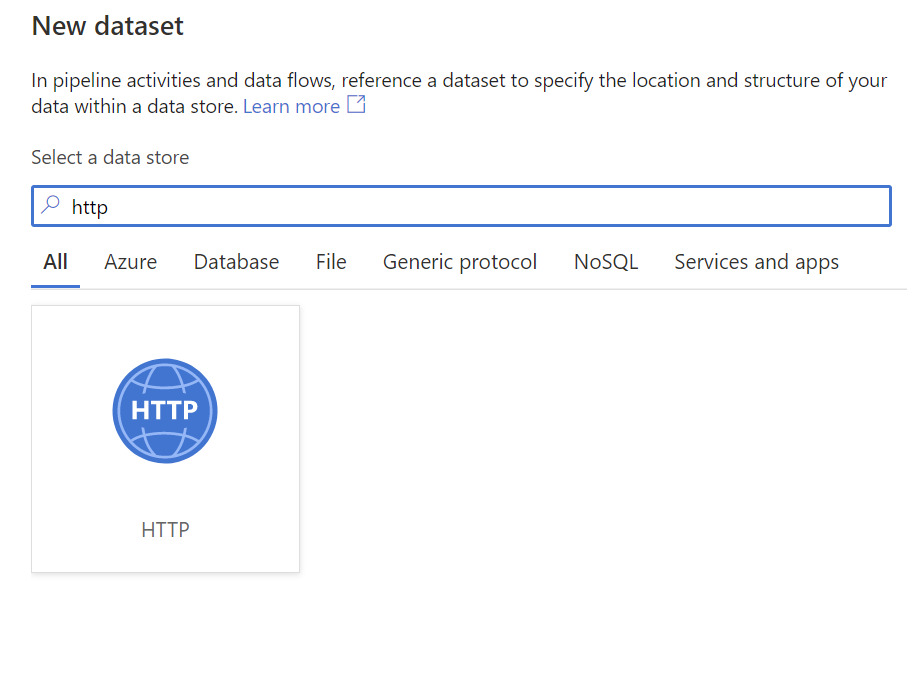 New dataset
In pipeline activities and data flows, reference a dataset to specify the location and structure of your
data within a data store. Learn more
Select a data store
http
All Azure Database File Generic protocol NoSQL Services and apps
HTTP
HTTP